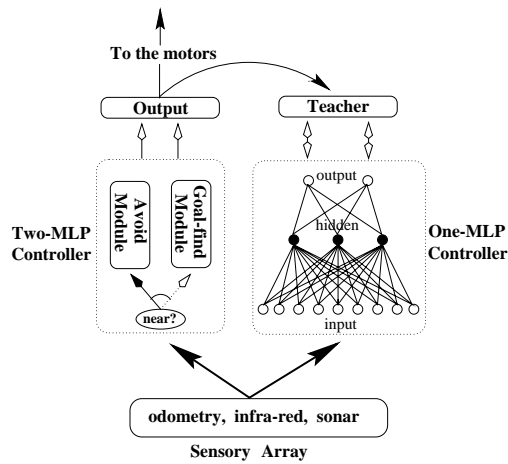 To the motors
Output
Teacher
Avoid
Module
Goal-find
Module
near?
Two-MLP
Controller
output
hidden
input
One-MLP
Controller
odometry, infra-red, sonar
Sensory Array